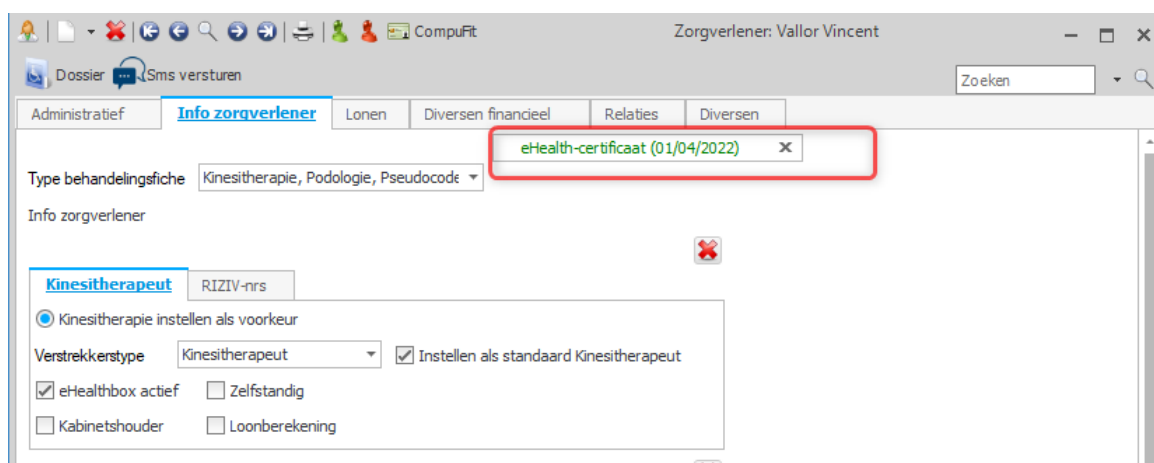 CompuFit Zorgverlener: Vallor Vincent
Dossier Sms versturen Zoeken
Administratief Info zorgverlener Lonen Diversen financieel Relaties Diversen
eHealth-certificaat (01/04/2022)
Type behandelingsfiche Kinesitherapie, Podologie, Pseudocode
Info zorgverlener
Kinesitherapeut RIZIV-nrs
Kinesitherapie instellen als voorkeur
Verstrekkerstype Kinesitherapeut Instellen als standaard Kinesitherapeut
eHealthbox actief Zelfstandig
Kabinetshouder Loonberekening